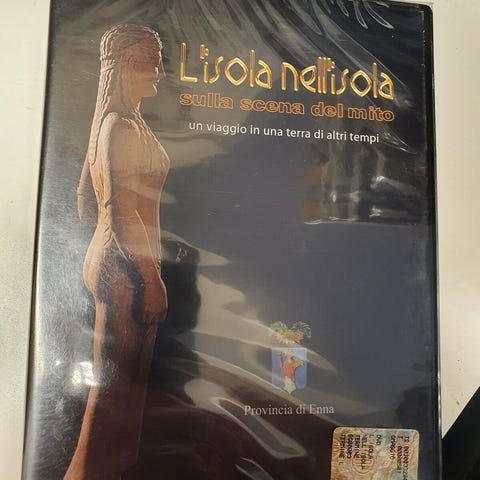 L'isola nell'isola
sulla scena del mito
un viaggio in una terra di altri tempi
Provincia di Enna